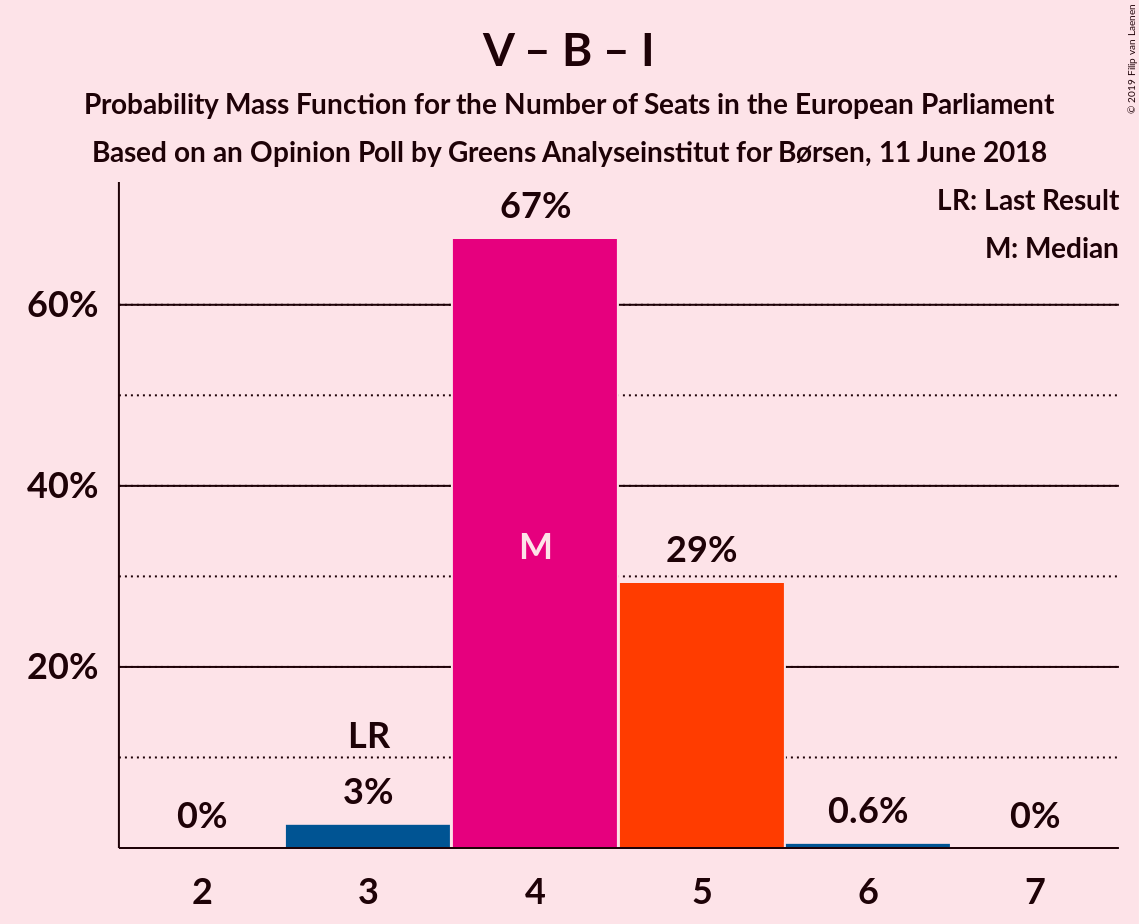 V – B – I
Probability Mass Function for the Number of Seats in the European Parliament
Based on an Opinion Poll by Greens Analyseinstitut for Børsen, 11 June 2018
© 2019 Filip van Laenen
LR: Last Result
M: Median
67%
60%
40%
M
29%
20%
LR
3%
0%
0.6%
0%
2 3 4 5 6 7